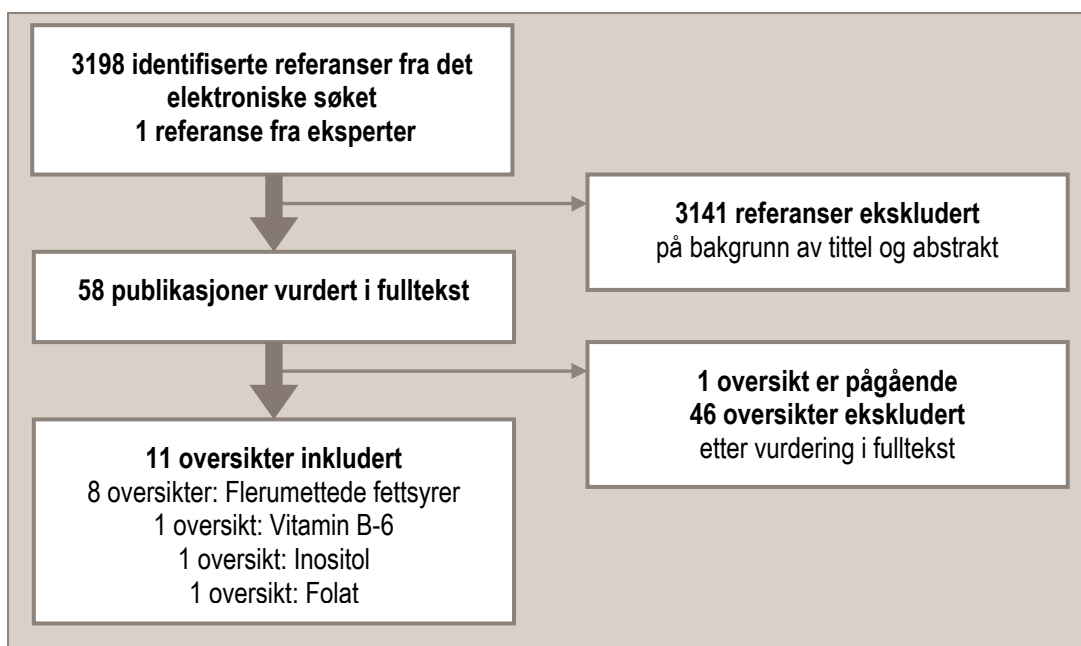 3198 identifiserte referanser fra det
elektroniske søket
1 referanse fra eksperter
3141 referanser ekskludert
på bakgrunn av tittel og abstrakt
58 publikasjoner vurdert i fulltekst
1 oversikt er pågående
46 oversikter ekskludert
etter vurdering i fulltekst
11 oversikter inkludert
8 oversikter: Flerumettede fettsyrer
1 oversikt: Vitamin B-6
1 oversikt: Inositol
1 oversikt: Folat